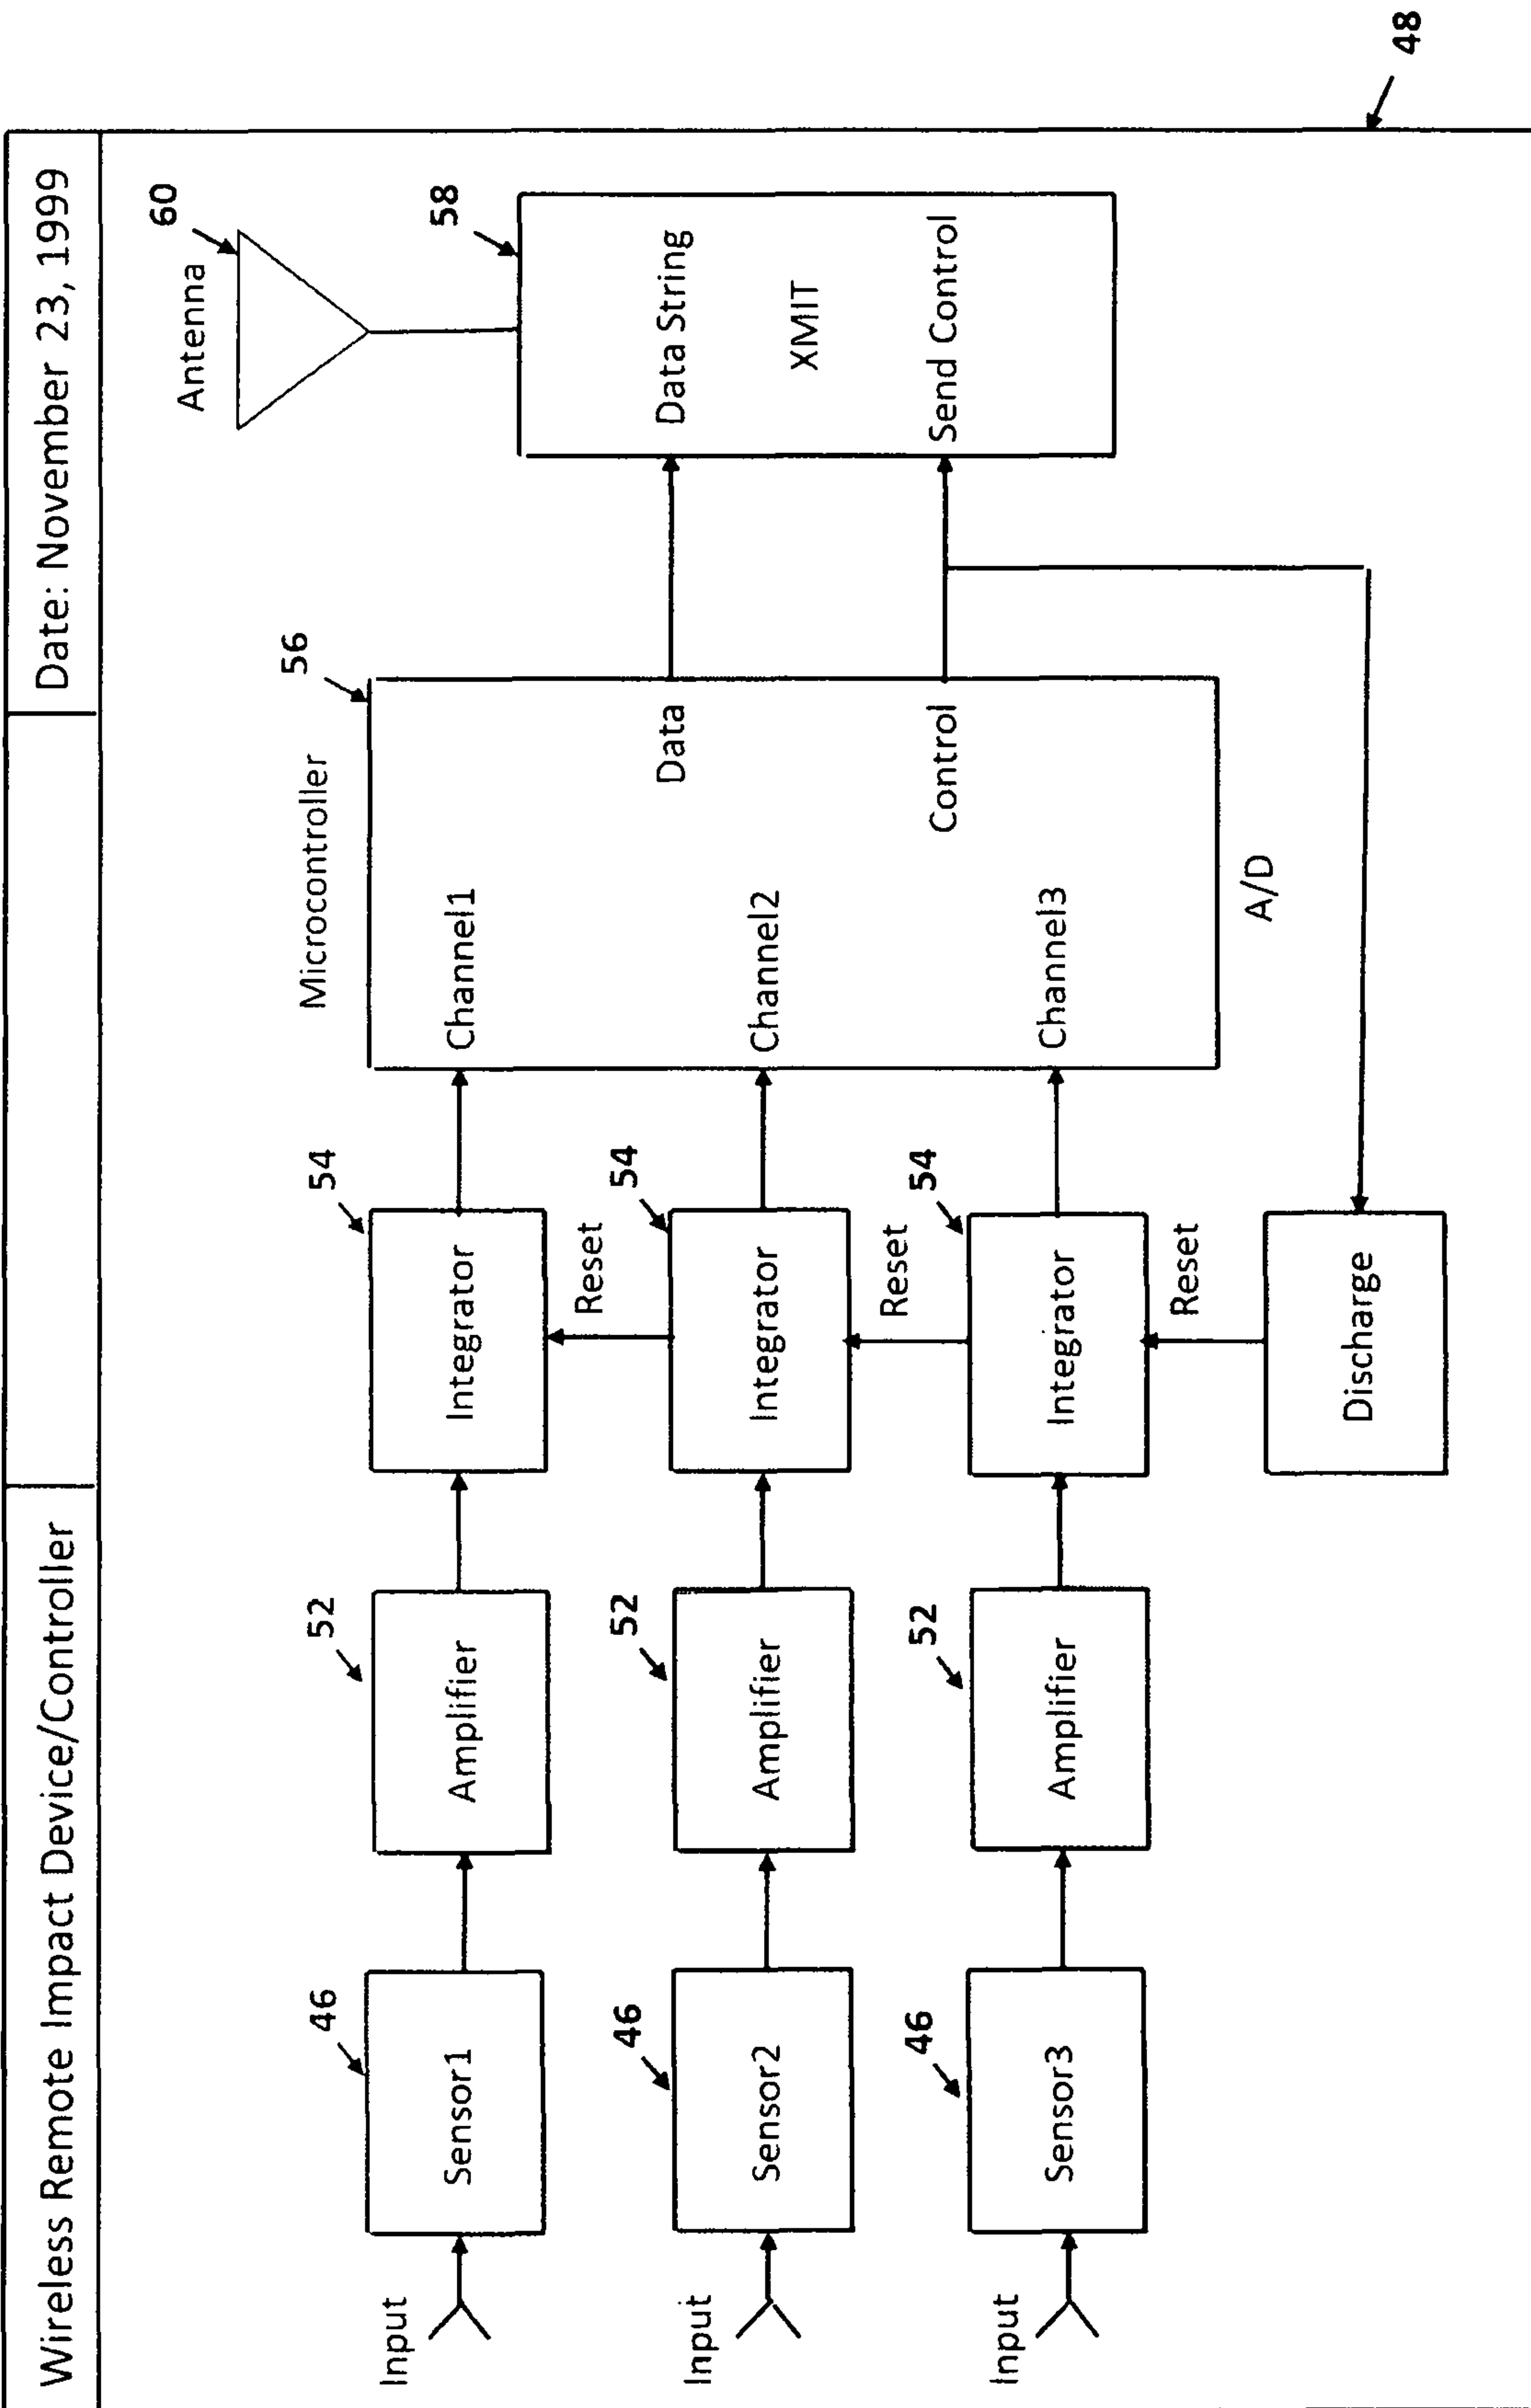 Wireless Remote Impact Device/Controller
Date: November 23, 1999
48
Antenna
60
Microcontroller
56
58
Input
46
Sensor1
52
Amplifier
54
Integrator
Channel1
Reset
Data
Data String
XMIT
Input
46
Sensor2
52
Amplifier
54
Integrator
Channel2
Reset
Control
Send Control
Input
46
Sensor3
52
Amplifier
54
Integrator
Channel3
Reset
A/D
Discharge